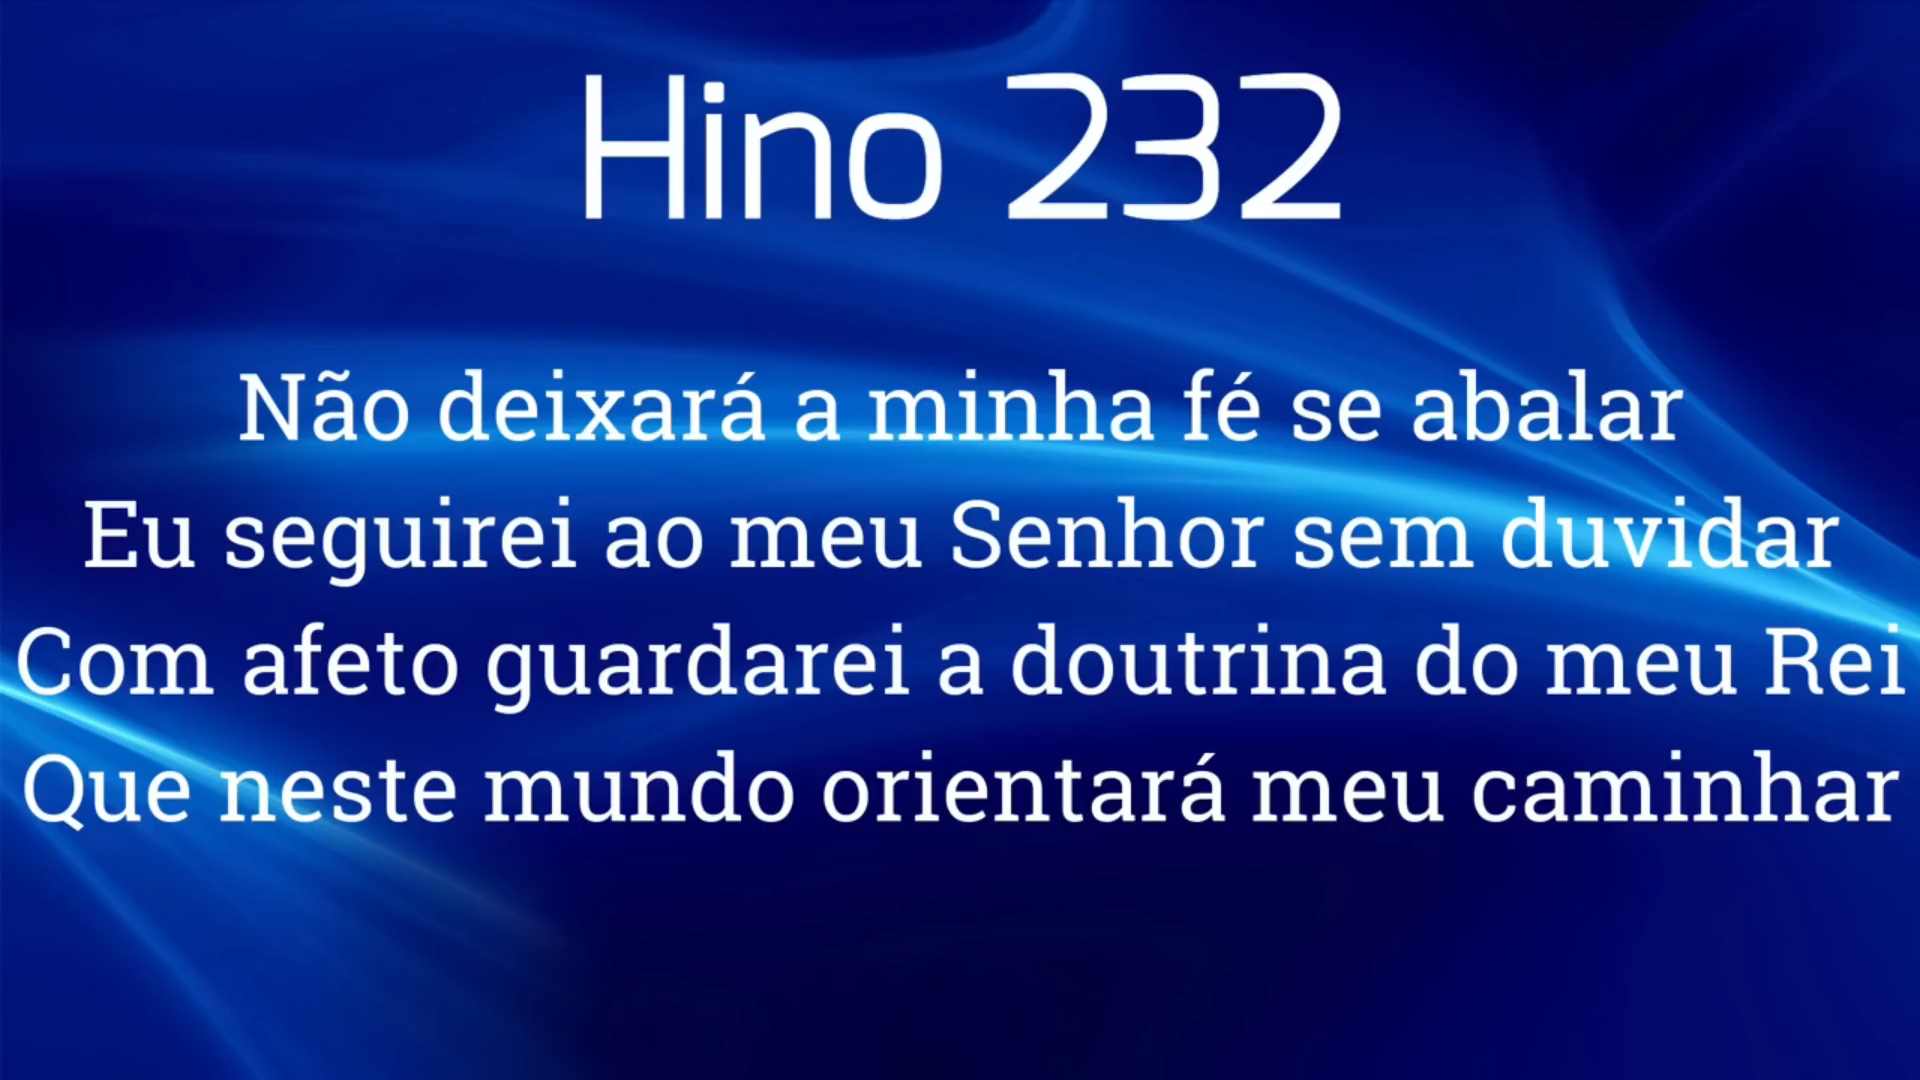 Hino 232
Não deixará a minha fé se abalar
Eu seguirei ao meu Senhor sem duvidar
Com afeto guardarei a doutrina do meu Rei
Que neste mundo orientará meu caminhar